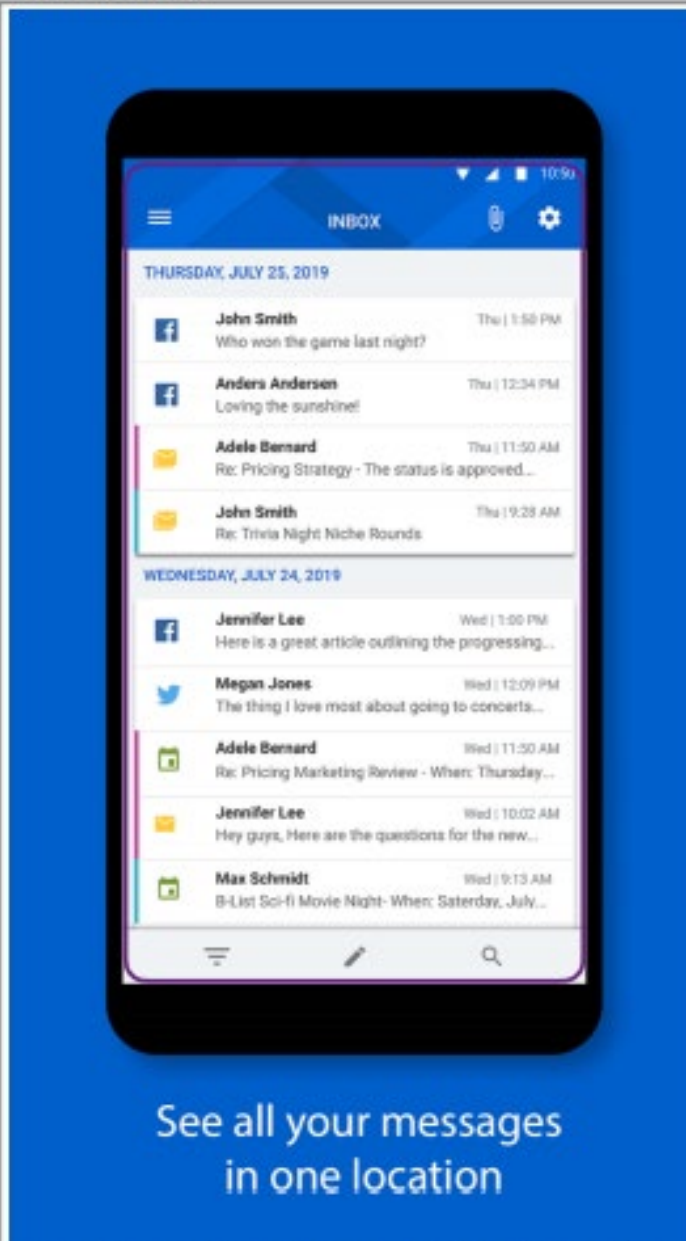 10:50
INBOX
THURSDAY, JULY 25, 2019
John Smith Thu | 1:50 PM
Who won the game last night?
Anders Andersen Thu | 12:34 PM
Loving the sunshine!
Adele Bernard Thu | 11:50 AM
Re: Pricing Strategy - The status is approved...
John Smith Thu | 9:28 AM
Re: Trivia Night Niche Rounds
WEDNESDAY, JULY 24, 2019
Jennifer Lee Wed | 1:00 PM
Here is a great article outlining the progressing...
Megan Jones Wed | 12:09 PM
The thing I love most about going to concerts...
Adele Bernard Wed | 11:50 AM
Re: Pricing Marketing Review - When: Thursday...
Jennifer Lee Wed | 10:02 AM
Hey guys, Here are the questions for the new...
Max Schmidt Wed | 9:13 AM
B-List Sci-fi Movie Night- When: Saterday, July...
See all your messages
in one location